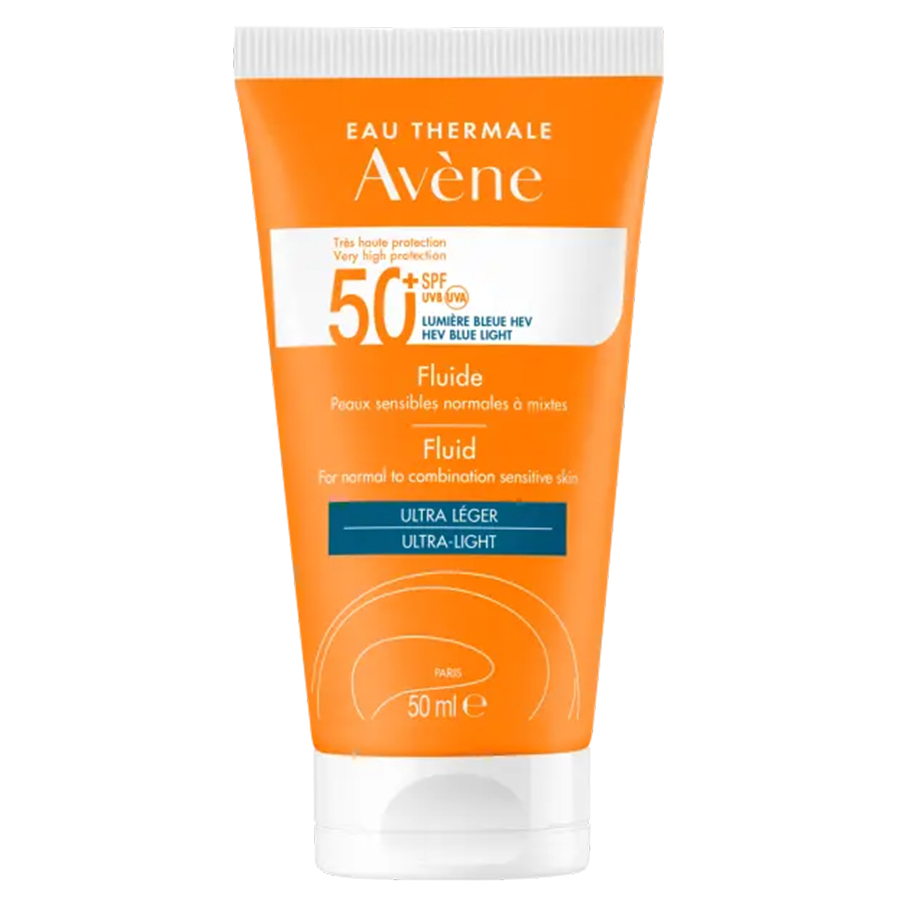 EAU THERMALE
Avène
Très haute protection
Very high protection
50+ SPF
UVB UVA
LUMIÈRE BLEUE HEV
HEV BLUE LIGHT
Fluide
Peaux sensibles normales à mixtes
Fluid
For normal to combination sensitive skin
ULTRA LÉGER
ULTRA-LIGHT
PARIS
50 ml e